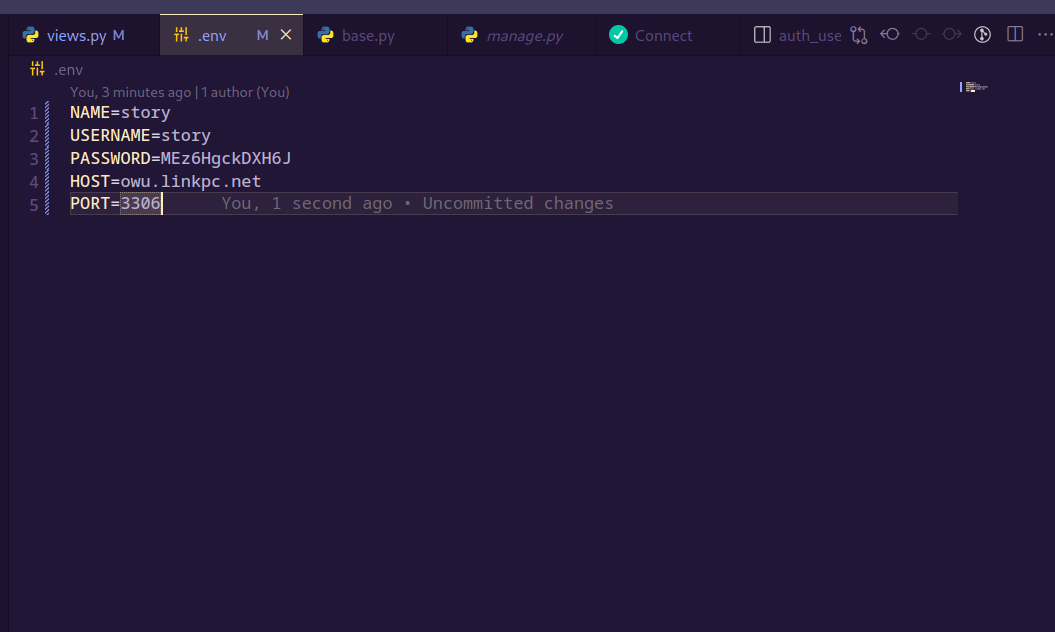 views.py M .env M base.py manage.py Connect auth_use
.env
You, 3 minutes ago | 1 author (You)
1 NAME=story
2 USERNAME=story
3 PASSWORD=MEz6HgckDXH6J
4 HOST=owu.linkpc.net
5 PORT=3306 You, 1 second ago • Uncommitted changes